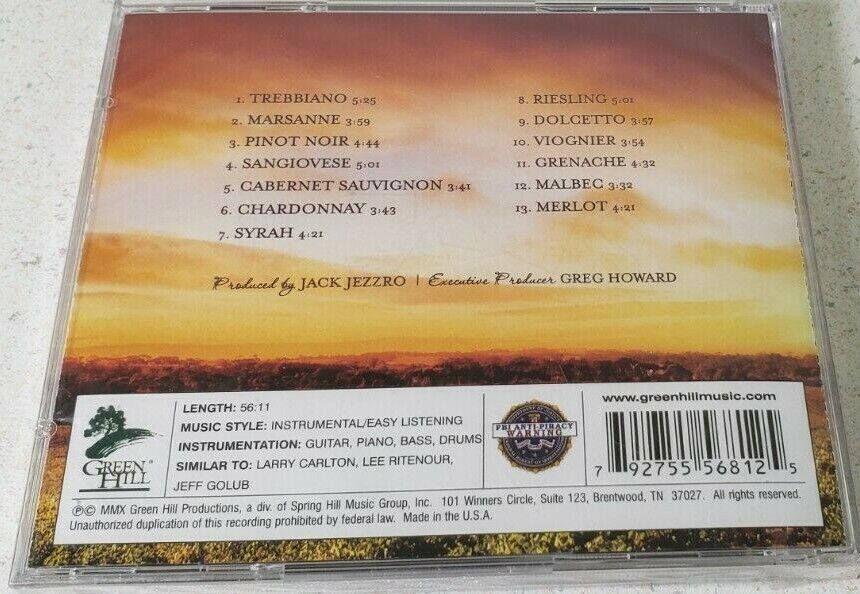 1. TREBBIANO 5:25
2. MARSANNE 3:59
3. PINOT NOIR 4:44
4. SANGIOVESE 5:01
5. CABERNET SAUVIGNON 3:41
6. CHARDONNAY 3:43
7. SYRAH 4:21
8. RIESLING 5:01
9. DOLCETTO 3:57
10. VIOGNIER 3:54
11. GRENACHE 4:32
12. MALBEC 3:32
13. MERLOT 4:21
Produced by JACK JEZZRO | Executive Producer GREG HOWARD
GREEN
HILL
LENGTH: 56:11
MUSIC STYLE: INSTRUMENTAL/EASY LISTENING
INSTRUMENTATION: GUITAR, PIANO, BASS, DRUMS
SIMILAR TO: LARRY CARLTON, LEE RITENOUR,
JEFF GOLUB
FBI ANTI-PIRACY
WARNING
www.greenhillmusic.com
7 92755 56812 5
℗© MMX Green Hill Productions, a div. of Spring Hill Music Group, Inc. 101 Winners Circle, Suite 123, Brentwood, TN 37027. All rights reserved.
Unauthorized duplication of this recording prohibited by federal law. Made in the U.S.A.